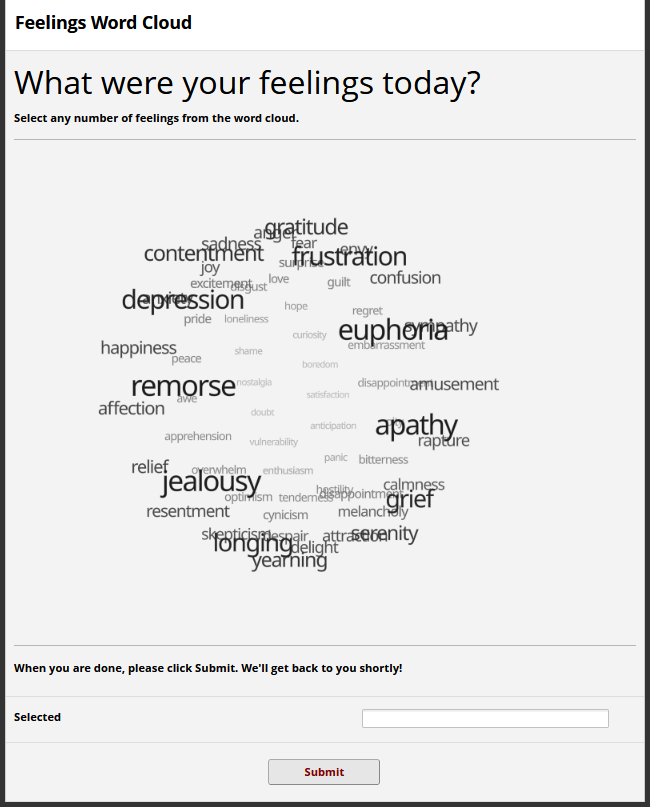 Feelings Word Cloud
What were your feelings today?
Select any number of feelings from the word cloud.
gratitude
anger
sadness
fear
envy
contentment
frustration
surprise
joy
love
confusion
excitement
disgust
guilt
anxiety
depression
hope
regret
pride
loneliness
euphoria
sympathy
curiosity
embarrassment
happiness
shame
peace
boredom
remorse
nostalgia
disappointment
amusement
awe
satisfaction
affection
doubt
apathy
anticipation
apprehension
vulnerability
rapture
panic
bitterness
relief
overwhelm
enthusiasm
jealousy
calmness
hostility
optimism
tenderness
disappointment
grief
resentment
cynicism
melancholy
skepticism
despair
attraction
serenity
longing
delight
yearning
When you are done, please click Submit. We'll get back to you shortly!
Selected
Submit